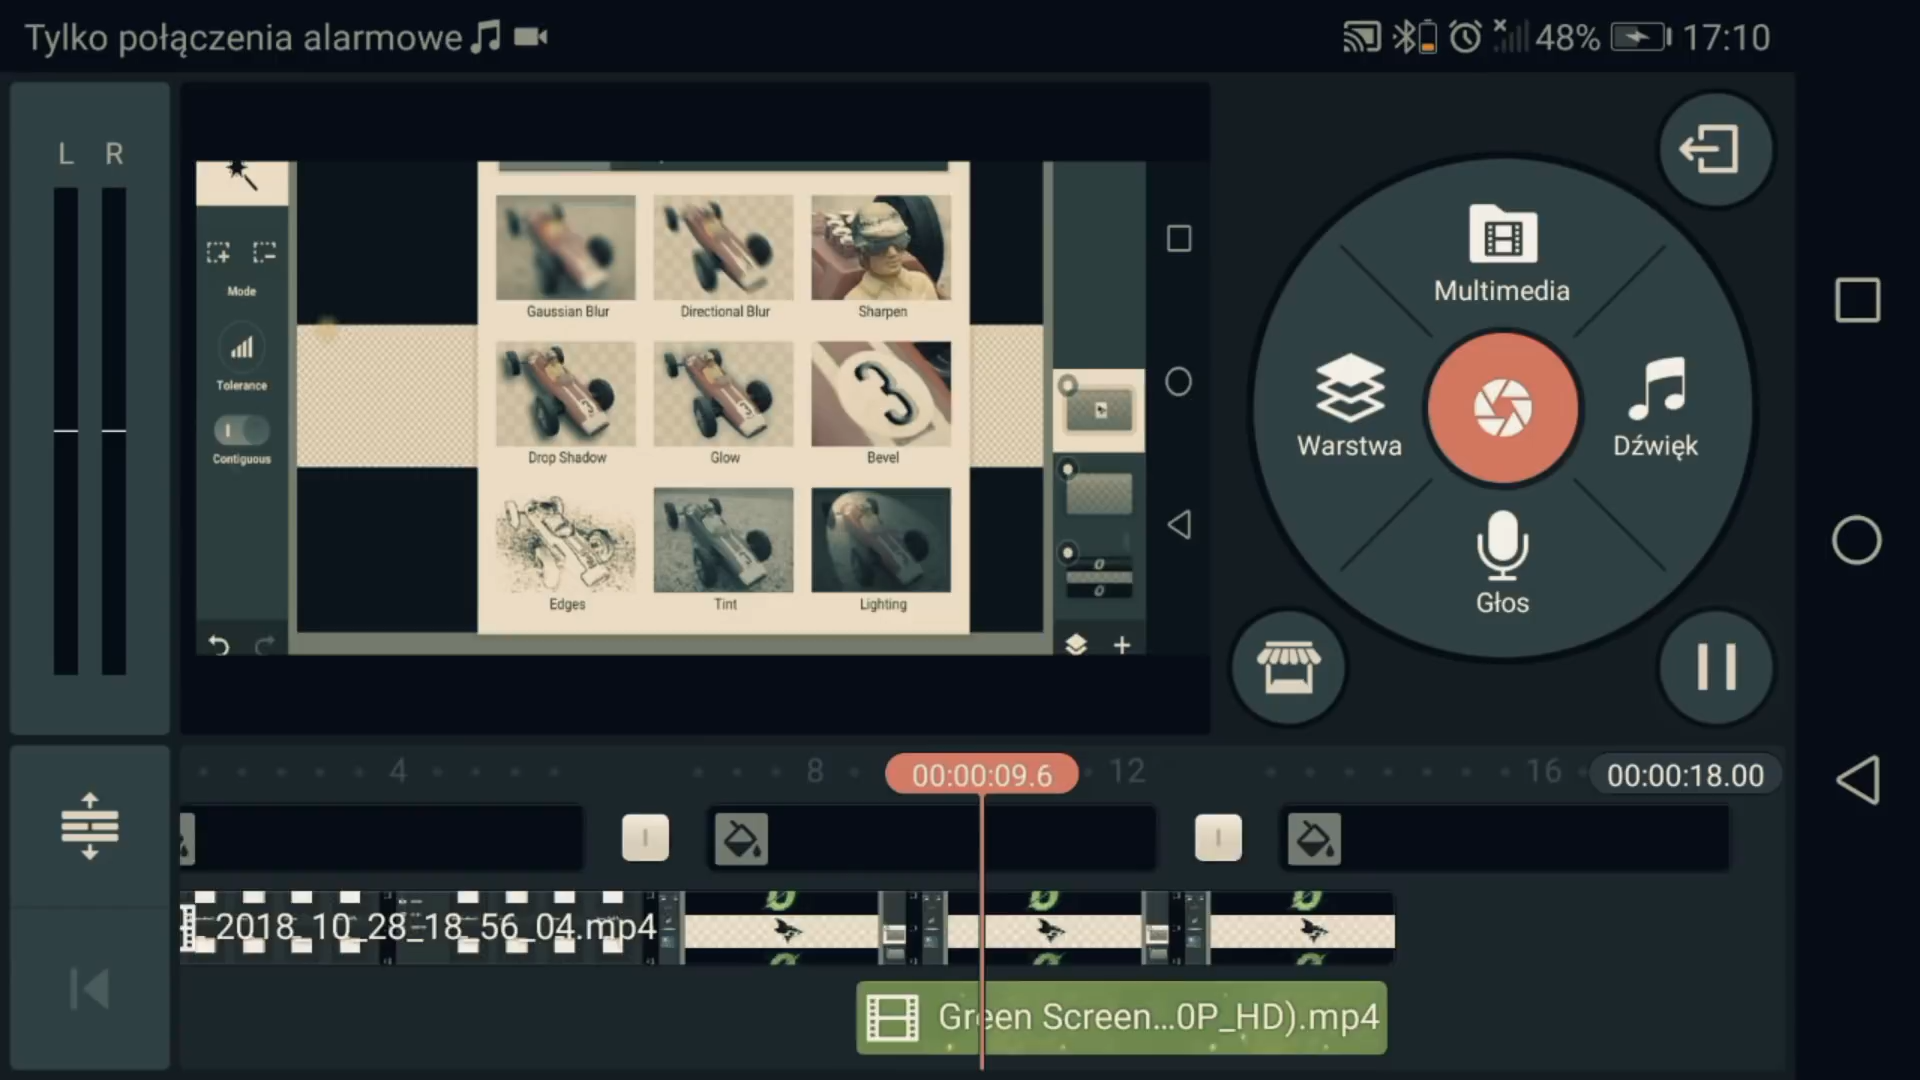 Tylko połączenia alarmowe
48%
17:10
L R
Mode
Tolerance
Contiguous
Gaussian Blur
Directional Blur
Sharpen
3
Drop Shadow
Glow
Bevel
Edges
Tint
Lighting
Multimedia
Warstwa
Dźwięk
Głos
4
8
00:00:09.6
12
16
00:00:18.00
2018_10_28_18_56_04.mp4
Green Screen...0P_HD).mp4